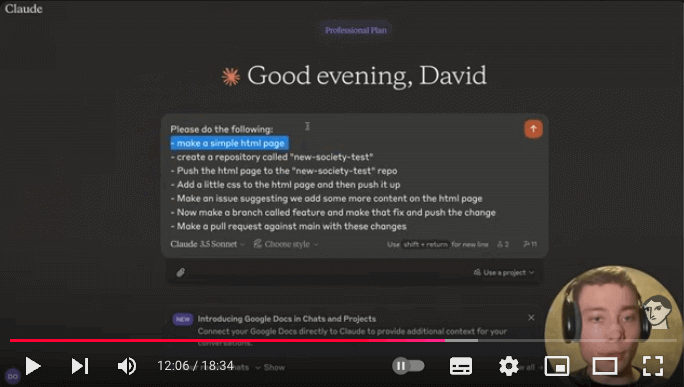 Claude
Professional Plan
Good evening, David
Please do the following:
- make a simple html page
- create a repository called "new-society-test"
- Push the html page to the "new-society-test" repo
- Add a little css to the html page and then push it up
- Make an issue suggesting we add some more content on the html page
- Now make a branch called feature and make that fix and push the change
- Make a pull request against main with these changes
Claude 3.5 Sonnet Choose style Use shift + return for new line 2 11
Use a project
NEW Introducing Google Docs in Chats and Projects
Connect your Google Docs directly to Claude to provide additional context for your
conversations.
12:06 / 18:34
chats Show
all
DO